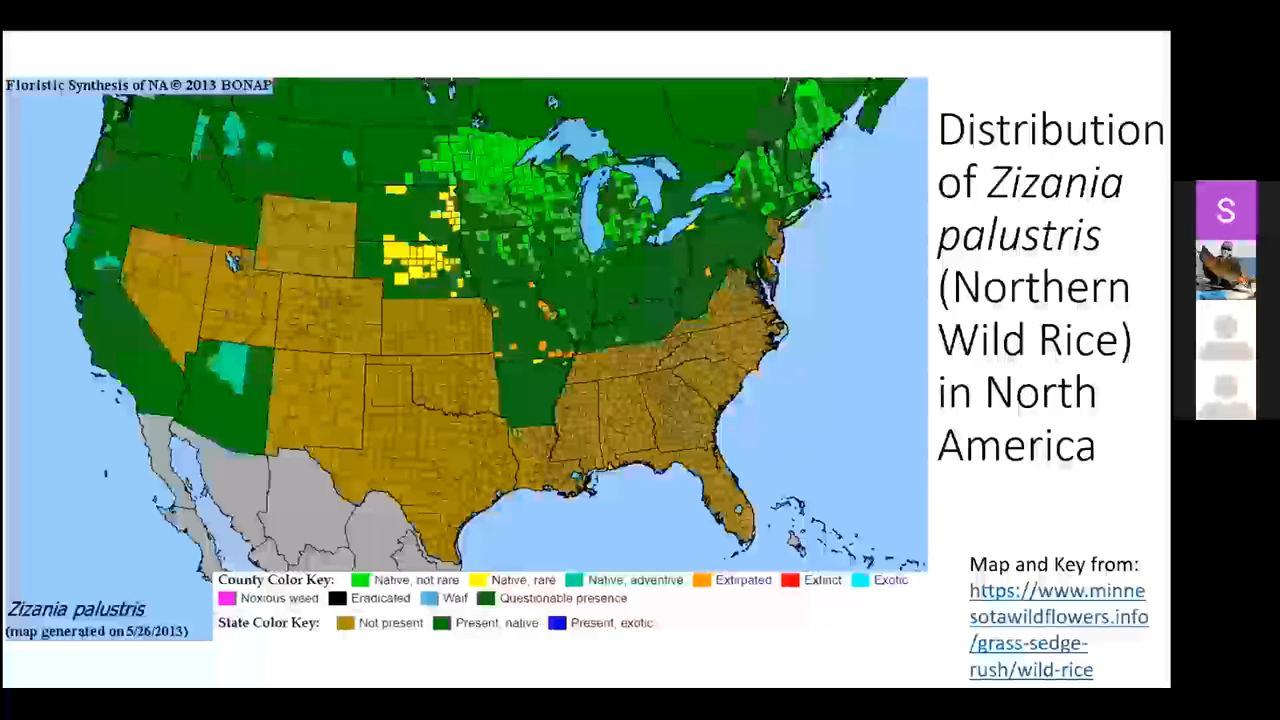 Floristic Synthesis of NA © 2013 BONAP
Distribution
of Zizania
palustris
(Northern
Wild Rice)
in North
America
S
Map and Key from:
https://www.minne
sotawildflowers.info
/grass-sedge-
rush/wild-rice
Zizania palustris
(map generated on 5/26/2013)
County Color Key: Native, not rare Native, rare Native, adventive Extirpated Extinct Exotic
Noxious weed Eradicated Waif Questionable presence
State Color Key: Not present Present, native Present, exotic